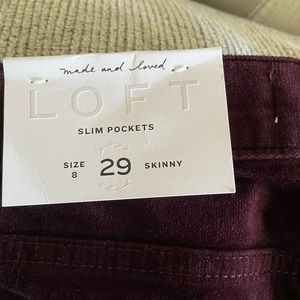 made and loved
LOFT
SLIM POCKETS
SIZE 29 SKINNY
8